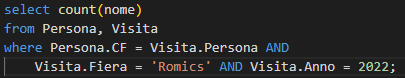 select count(nome)
from Persona, Visita
where Persona.CF = Visita.Persona AND
Visita.Fiera = 'Romics' AND Visita.Anno = 2022;